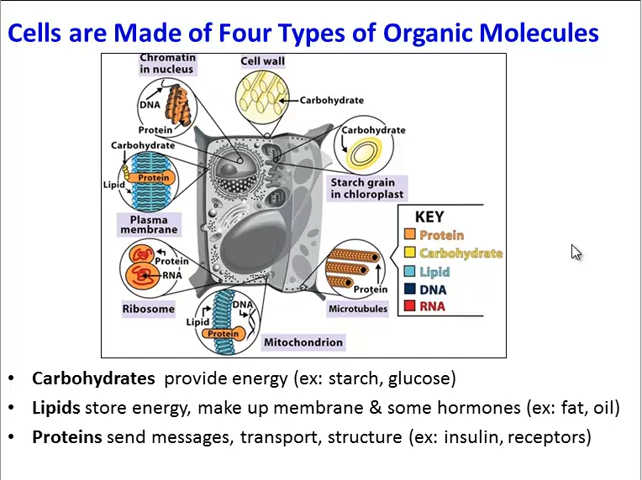 Cells are Made of Four Types of Organic Molecules
Chromatin
in nucleus
Cell wall
DNA
Carbohydrate
Protein
Carbohydrate
Carbohydrate
Protein
Lipid
Starch grain
in chloroplast
Plasma
membrane
KEY
Protein
Carbohydrate
Lipid
DNA
RNA
Protein
RNA
Ribosome
Protein
Microtubules
DNA
Lipid
Protein
Mitochondrion
• Carbohydrates provide energy (ex: starch, glucose)
• Lipids store energy, make up membrane & some hormones (ex: fat, oil)
• Proteins send messages, transport, structure (ex: insulin, receptors)